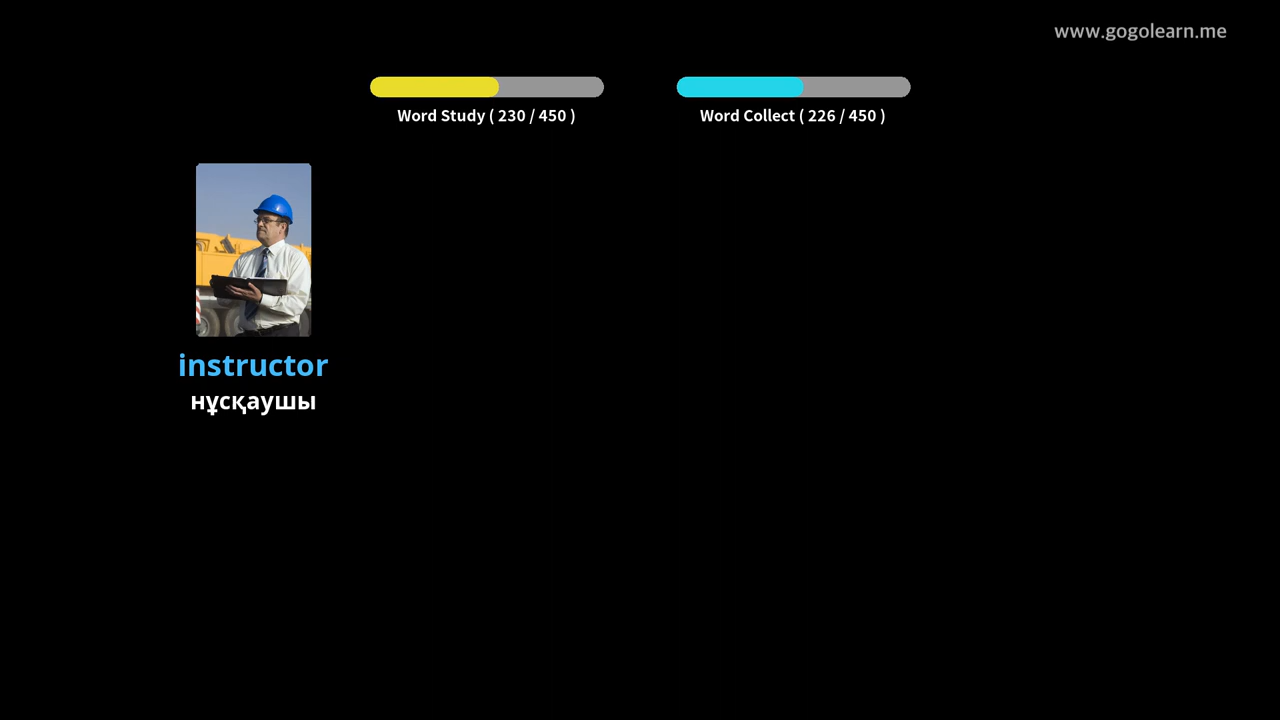 www.gogolearn.me
Word Study ( 230 / 450 )
Word Collect ( 226 / 450 )
instructor
нұсқаушы